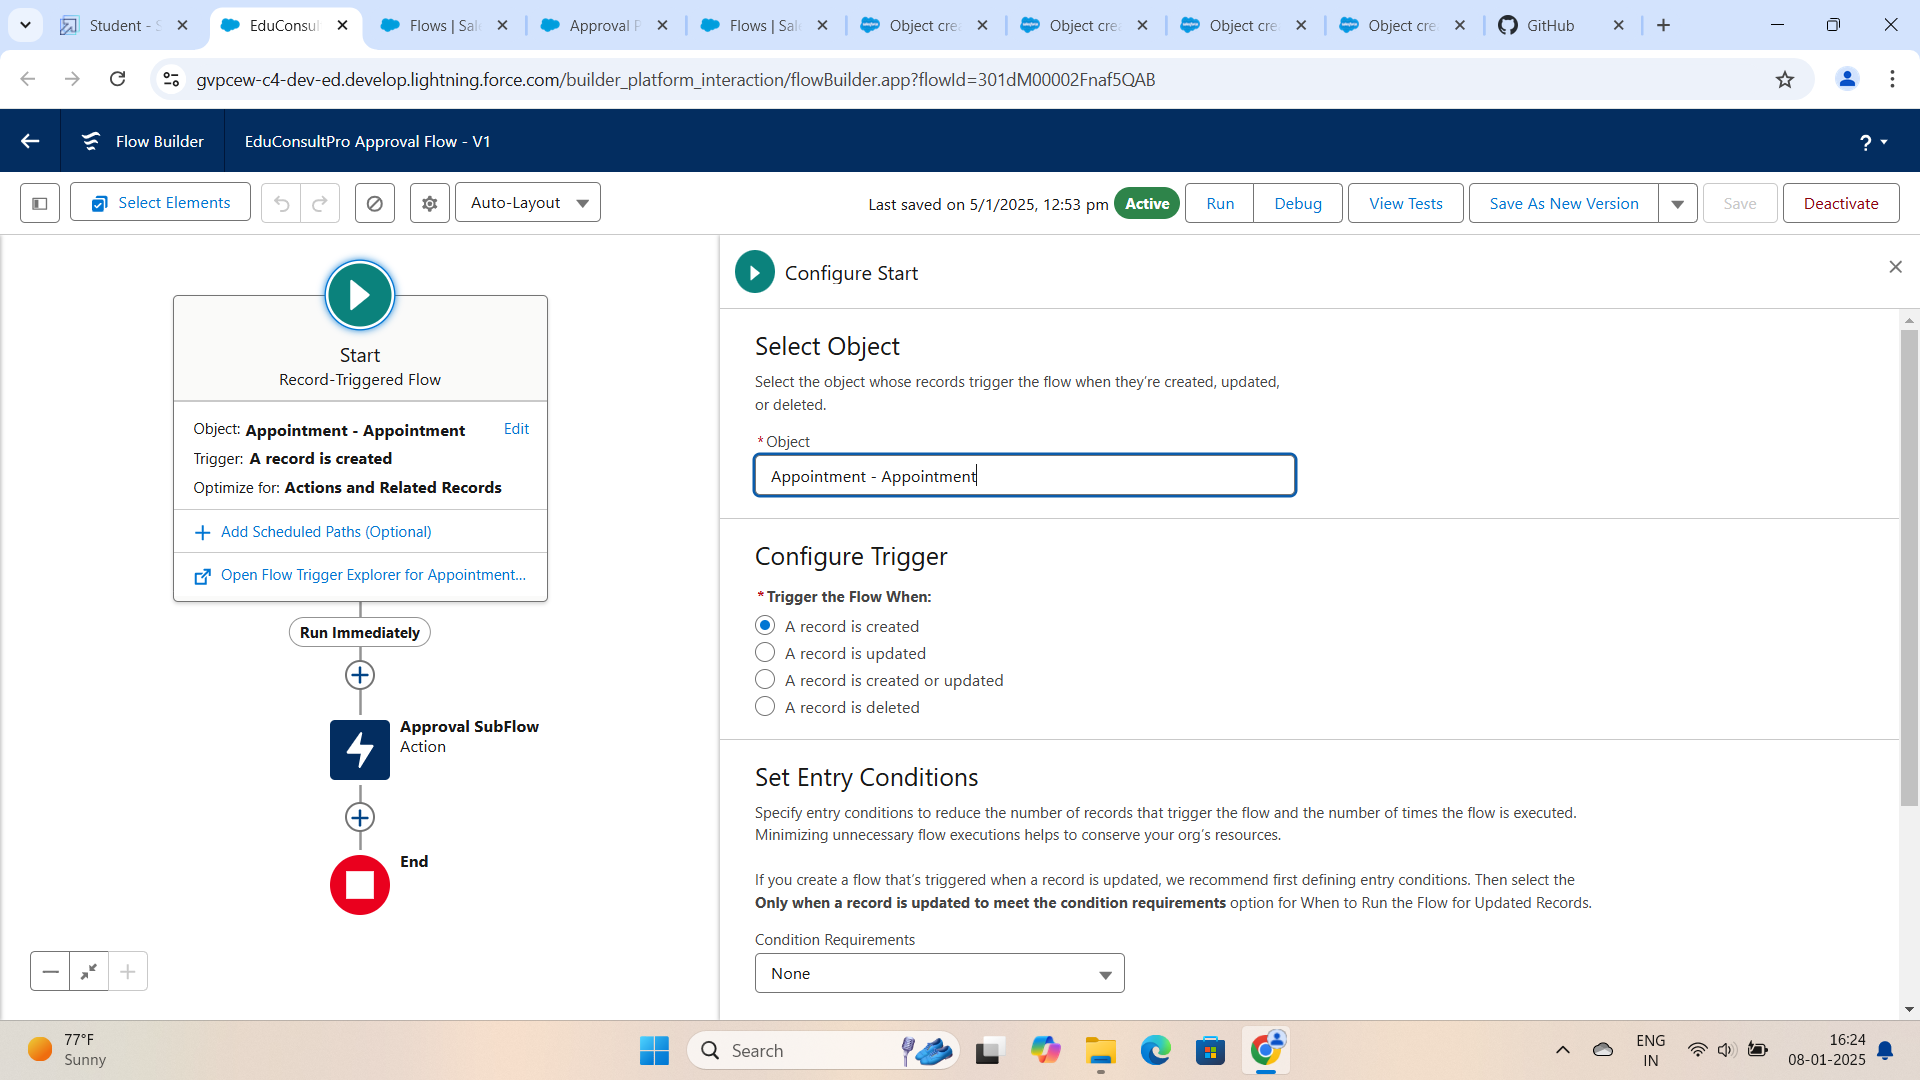 Student - S
EduConsult
Flows | Sale
Approval P
Flows | Sale
Object crea
Object crea
Object crea
Object crea
GitHub
gvpcew-c4-dev-ed.develop.lightning.force.com/builder_platform_interaction/flowBuilder.app?flowId=301dM00002Fnaf5QAB
Flow Builder
EduConsultPro Approval Flow - V1
?
Select Elements
Auto-Layout
Last saved on 5/1/2025, 12:53 pm
Active
Run
Debug
View Tests
Save As New Version
Save
Deactivate
Start
Record-Triggered Flow
Object: Appointment - Appointment
Edit
Trigger: A record is created
Optimize for: Actions and Related Records
Add Scheduled Paths (Optional)
Open Flow Trigger Explorer for Appointment...
Run Immediately
Approval SubFlow
Action
End
Configure Start
Select Object
Select the object whose records trigger the flow when they're created, updated,
or deleted.
*Object
Appointment - Appointment
Configure Trigger
*Trigger the Flow When:
A record is created
A record is updated
A record is created or updated
A record is deleted
Set Entry Conditions
Specify entry conditions to reduce the number of records that trigger the flow and the number of times the flow is executed.
Minimizing unnecessary flow executions helps to conserve your org's resources.
If you create a flow that's triggered when a record is updated, we recommend first defining entry conditions. Then select the
Only when a record is updated to meet the condition requirements option for When to Run the Flow for Updated Records.
Condition Requirements
None
77°F
Sunny
Search
ENG
IN
16:24
08-01-2025